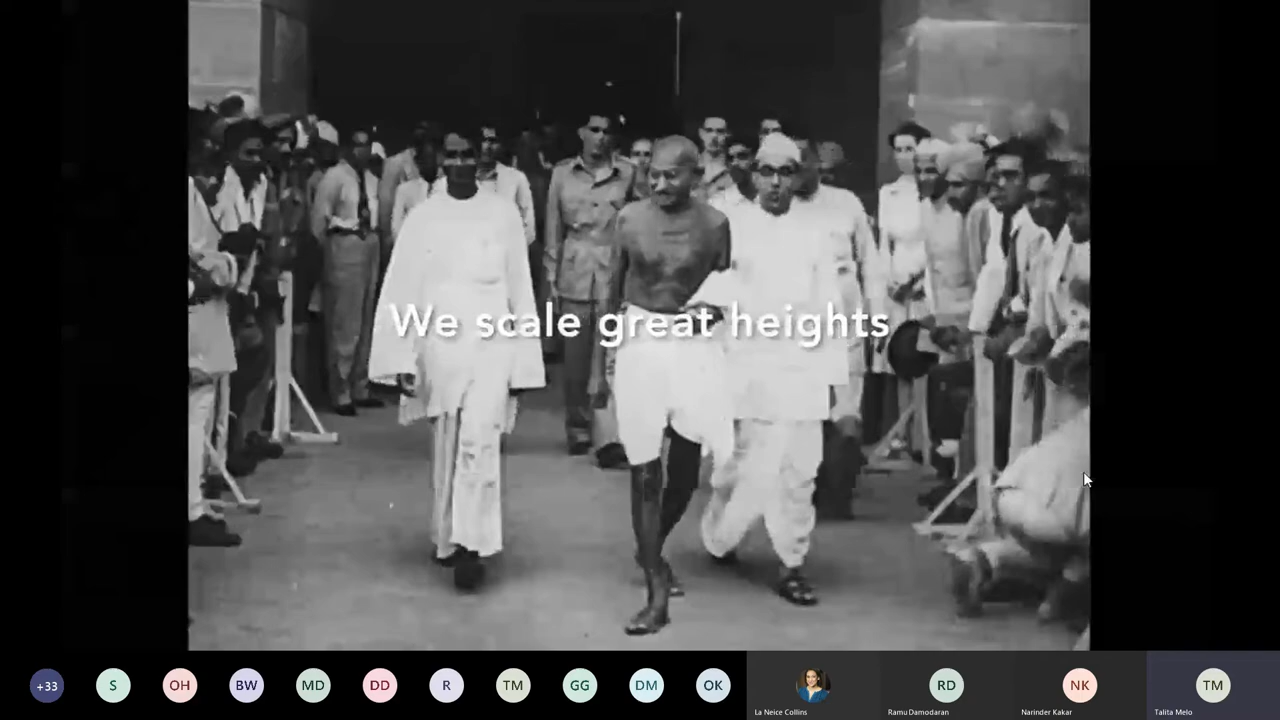 We scale great heights
+33
S
OH
BW
MD
DD
R
TM
GG
DM
OK
RD
NK
TM
La Neice Collins
Ramu Damodaran
Narinder Kakar
Talita Melo